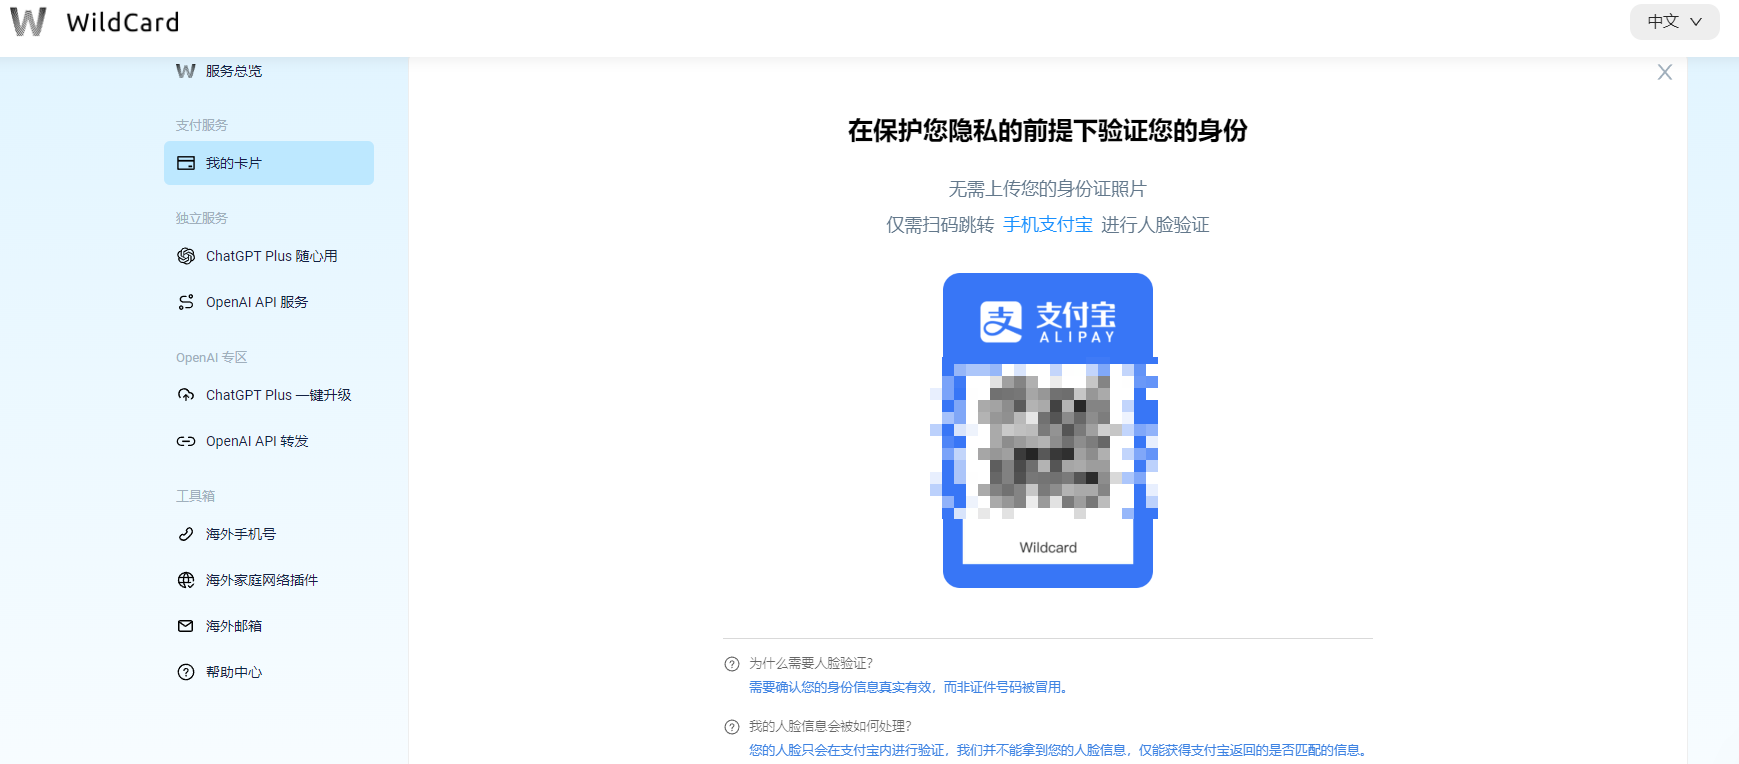 W WildCard
中文
服务总览
支付服务
我的卡片
独立服务
ChatGPT Plus 随心用
OpenAI API 服务
OpenAI 专区
ChatGPT Plus 一键升级
OpenAI API 转发
工具箱
海外手机号
海外家庭网络插件
海外邮箱
帮助中心
在保护您隐私的前提下验证您的身份
无需上传您的身份证照片
仅需扫码跳转 手机支付宝 进行人脸验证
支 支付宝
ALIPAY
Wildcard
为什么需要人脸验证?
需要确认您的身份信息真实有效，而非证件号码被冒用。
我的人脸信息会被如何处理?
您的人脸只会在支付宝内进行验证，我们并不能拿到您的人脸信息，仅能获得支付宝返回的是否匹配的信息。